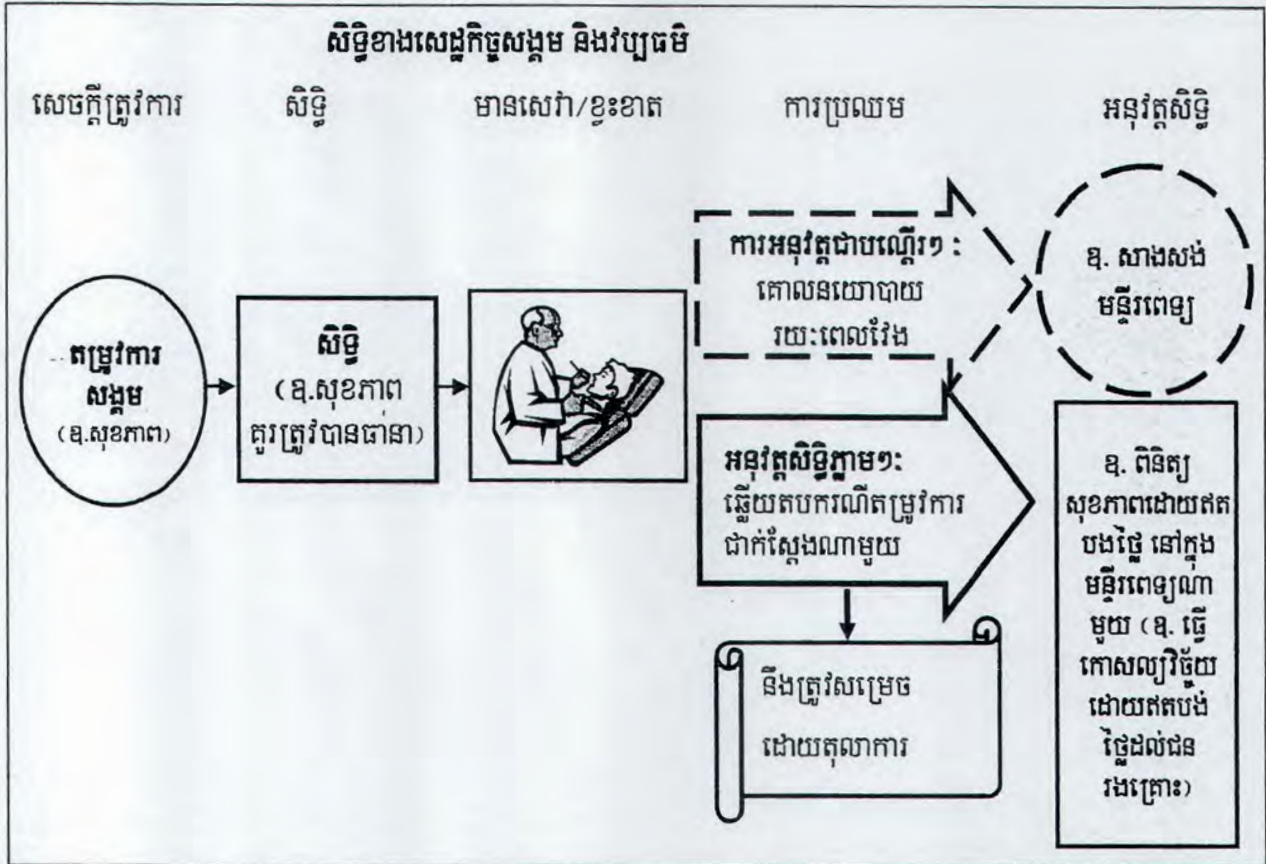 សិទ្ធិខាងសេដ្ឋកិច្ចសង្គម និងវប្បធម៌
សេចក្តីត្រូវការ
សិទ្ធិ
មានសេវា/ខ្វះខាត
ការប្រឈម
អនុវត្តសិទ្ធិ
តម្រូវការ
សង្គម
(ឧ.សុខភាព)
សិទ្ធិ
(ឧ.សុខភាព
គួរត្រូវបានធានា)
ការអនុវត្តជាបណ្តើរៗ :
គោលនយោបាយ
រយៈពេលវែង
ឧ. សាងសង់
មន្ទីរពេទ្យ
អនុវត្តសិទ្ធិភ្លាមៗ:
ឆ្លើយតបករណីតម្រូវការ
ជាក់ស្តែងណាមួយ
នឹងត្រូវសម្រេច
ដោយតុលាការ
ឧ. ពិនិត្យ
សុខភាពដោយឥត
បងថ្លៃ នៅក្នុង
មន្ទីរពេទ្យណា
មួយ (ឧ. ធ្វើ
កោសល្យវិច្ច័យ
ដោយឥតបង់
ថ្លៃដល់ជន
រងគ្រោះ)